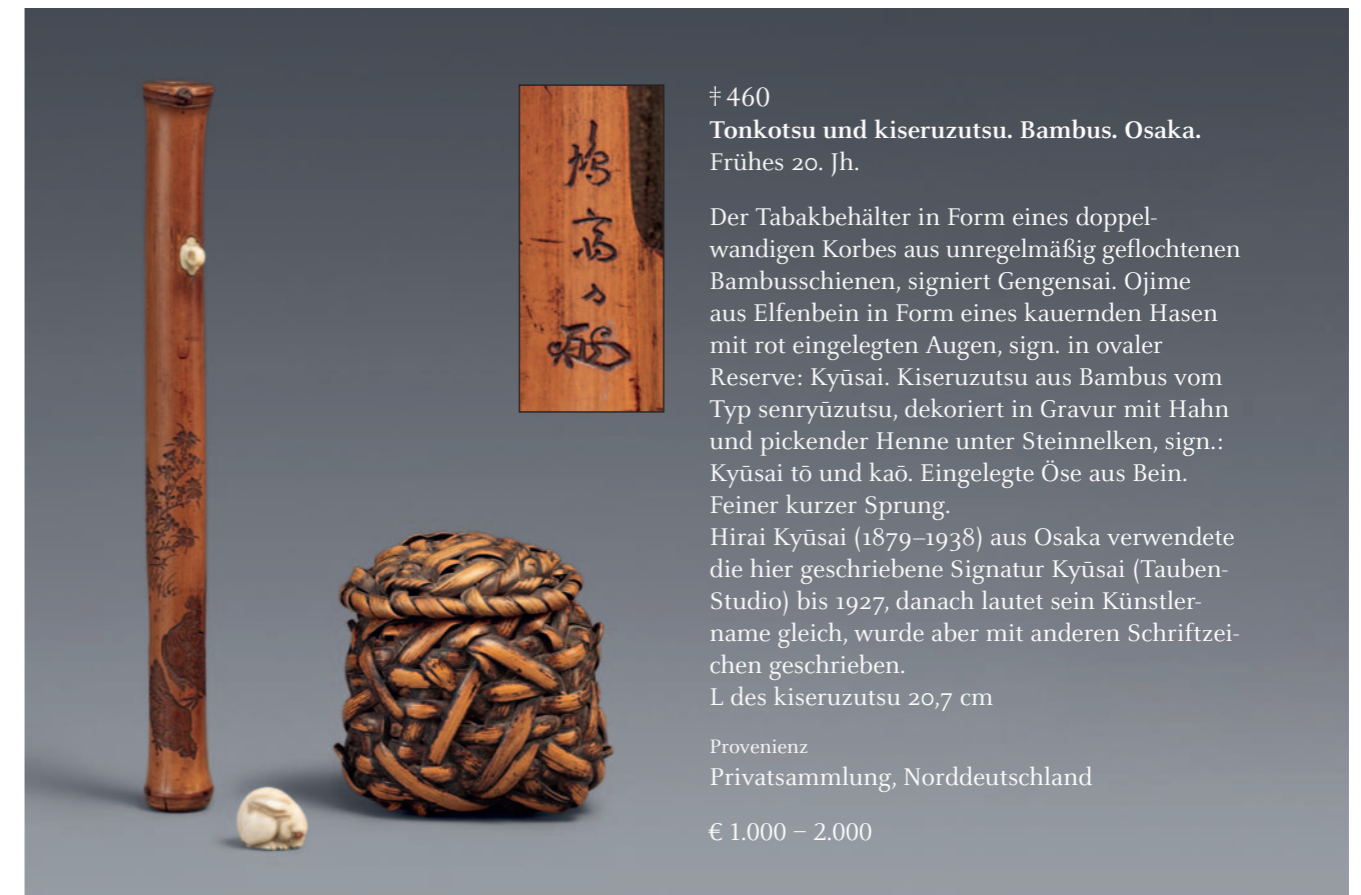 鳩
斎
刀
‡ 460
Tonkotsu und kiseruzutsu. Bambus. Osaka.
Frühes 20. Jh.
Der Tabakbehälter in Form eines doppel-
wandigen Korbes aus unregelmäßig geflochtenen
Bambusschienen, signiert Gengensai. Ojime
aus Elfenbein in Form eines kauernden Hasen
mit rot eingelegten Augen, sign. in ovaler
Reserve: Kyūsai. Kiseruzutsu aus Bambus vom
Typ senryūzutsu, dekoriert in Gravur mit Hahn
und pickender Henne unter Steinnelken, sign.:
Kyūsai tō und kaō. Eingelegte Öse aus Bein.
Feiner kurzer Sprung.
Hirai Kyūsai (1879–1938) aus Osaka verwendete
die hier geschriebene Signatur Kyūsai (Tauben-
Studio) bis 1927, danach lautet sein Künstler-
name gleich, wurde aber mit anderen Schriftzei-
chen geschrieben.
L des kiseruzutsu 20,7 cm
Provenienz
Privatsammlung, Norddeutschland
€ 1.000 – 2.000